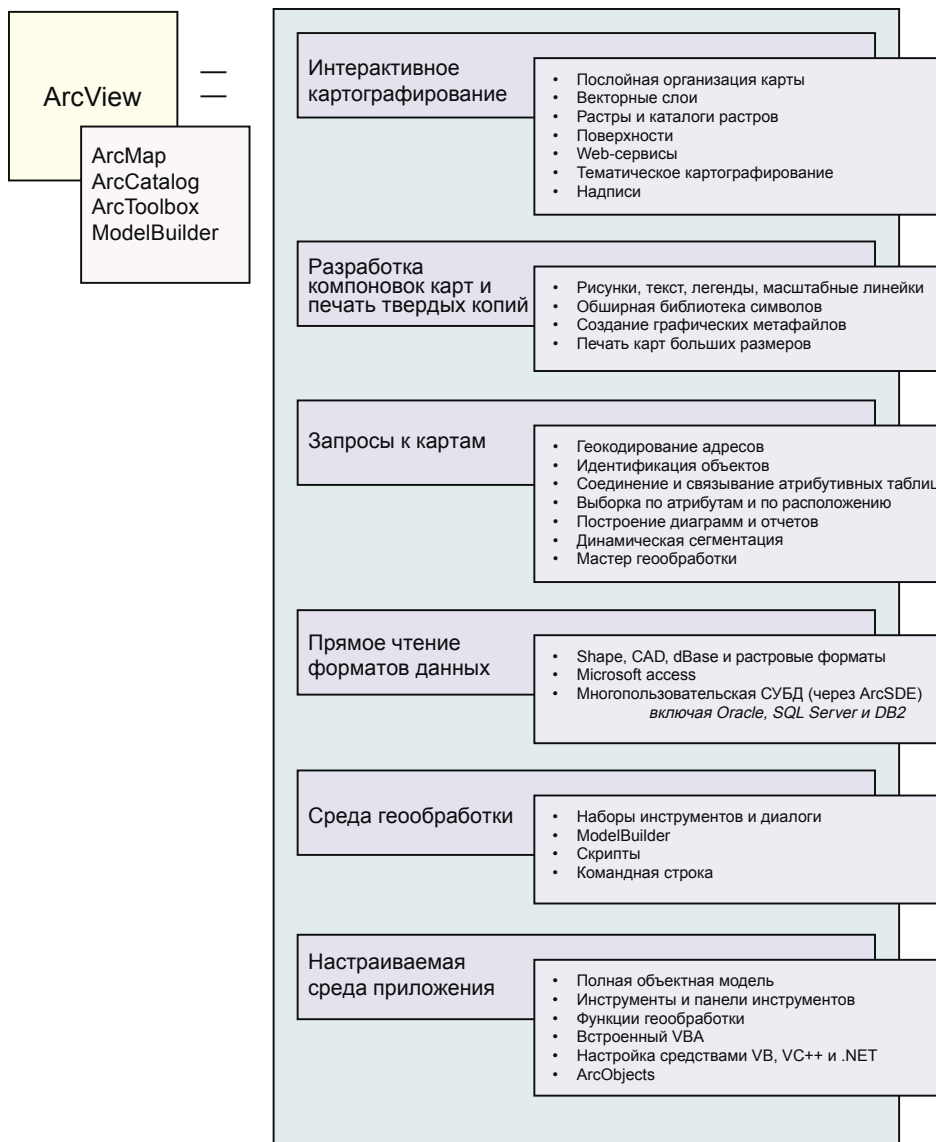 ArcView
ArcMap
ArcCatalog
ArcToolbox
ModelBuilder
Интерактивное
картографирование
• Послойная организация карты
• Векторные слои
• Растры и каталоги растров
• Поверхности
• Web-сервисы
• Тематическое картографирование
• Надписи
Разработка
компоновок карт и
печать твердых копий
• Рисунки, текст, легенды, масштабные линейки
• Обширная библиотека символов
• Создание графических метафайлов
• Печать карт больших размеров
Запросы к картам
• Геокодирование адресов
• Идентификация объектов
• Соединение и связывание атрибутивных таблиц
• Выборка по атрибутам и по расположению
• Построение диаграмм и отчетов
• Динамическая сегментация
• Мастер геообработки
Прямое чтение
форматов данных
• Shape, CAD, dBase и растровые форматы
• Microsoft access
• Многопользовательская СУБД (через ArcSDE)
включая Oracle, SQL Server и DB2
Среда геообработки
• Наборы инструментов и диалоги
• ModelBuilder
• Скрипты
• Командная строка
Настраиваемая
среда приложения
• Полная объектная модель
• Инструменты и панели инструментов
• Функции геообработки
• Встроенный VBA
• Настройка средствами VB, VC++ и .NET
• ArcObjects